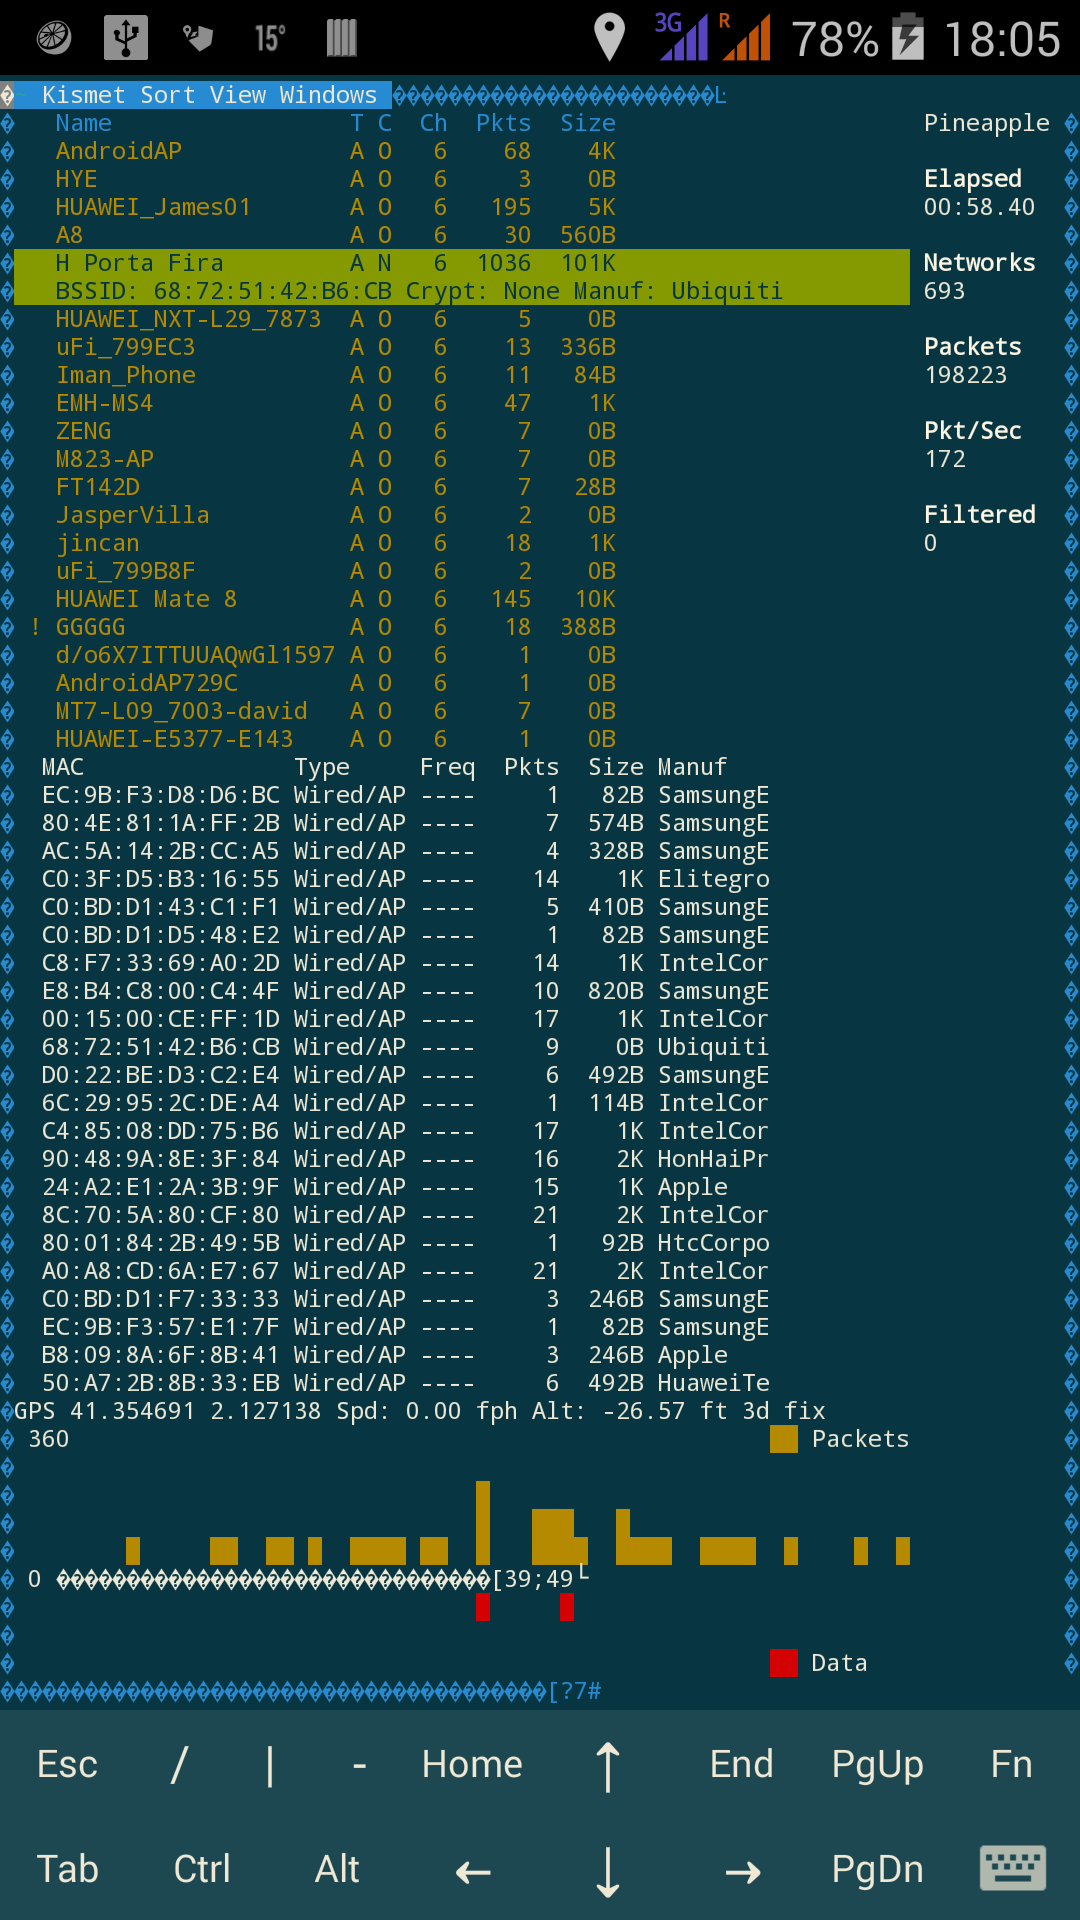 15° 3G R 78% 18:05
Kismet Sort View Windows
Name T C Ch Pkts Size Pineapple
AndroidAP A O 6 68 4K
HYE A O 6 3 0B Elapsed
HUAWEI_James01 A O 6 195 5K 00:58.40
A8 A O 6 30 560B
H Porta Fira A N 6 1036 101K Networks
BSSID: 68:72:51:42:B6:CB Crypt: None Manuf: Ubiquiti 693
HUAWEI_NXT-L29_7873 A O 6 5 0B
uFi_799EC3 A O 6 13 336B Packets
Iman_Phone A O 6 11 84B 198223
EMH-MS4 A O 6 47 1K
ZENG A O 6 7 0B Pkt/Sec
M823-AP A O 6 7 0B 172
FT142D A O 6 7 28B
JasperVilla A O 6 2 0B Filtered
jincan A O 6 18 1K 0
uFi_799B8F A O 6 2 0B
HUAWEI Mate 8 A O 6 145 10K
! GGGGG A O 6 18 388B
d/o6X7ITTUUAQwGl1597 A O 6 1 0B
AndroidAP729C A O 6 1 0B
MT7-L09_7003-david A O 6 7 0B
HUAWEI-E5377-E143 A O 6 1 0B
MAC Type Freq Pkts Size Manuf
EC:9B:F3:D8:D6:BC Wired/AP ---- 1 82B SamsungE
80:4E:81:1A:FF:2B Wired/AP ---- 7 574B SamsungE
AC:5A:14:2B:CC:A5 Wired/AP ---- 4 328B SamsungE
C0:3F:D5:B3:16:55 Wired/AP ---- 14 1K Elitegro
C0:BD:D1:43:C1:F1 Wired/AP ---- 5 410B SamsungE
C0:BD:D1:D5:48:E2 Wired/AP ---- 1 82B SamsungE
C8:F7:33:69:A0:2D Wired/AP ---- 14 1K IntelCor
E8:B4:C8:00:C4:4F Wired/AP ---- 10 820B SamsungE
00:15:00:CE:FF:1D Wired/AP ---- 17 1K IntelCor
68:72:51:42:B6:CB Wired/AP ---- 9 0B Ubiquiti
D0:22:BE:D3:C2:E4 Wired/AP ---- 6 492B SamsungE
6C:29:95:2C:DE:A4 Wired/AP ---- 1 114B IntelCor
C4:85:08:DD:75:B6 Wired/AP ---- 17 1K IntelCor
90:48:9A:8E:3F:84 Wired/AP ---- 16 2K HonHaiPr
24:A2:E1:2A:3B:9F Wired/AP ---- 15 1K Apple
8C:70:5A:80:CF:80 Wired/AP ---- 21 2K IntelCor
80:01:84:2B:49:5B Wired/AP ---- 1 92B HtcCorpo
A0:A8:CD:6A:E7:67 Wired/AP ---- 21 2K IntelCor
C0:BD:D1:F7:33:33 Wired/AP ---- 3 246B SamsungE
EC:9B:F3:57:E1:7F Wired/AP ---- 1 82B SamsungE
B8:09:8A:6F:8B:41 Wired/AP ---- 3 246B Apple
50:A7:2B:8B:33:EB Wired/AP ---- 6 492B HuaweiTe
GPS 41.354691 2.127138 Spd: 0.00 fph Alt: -26.57 ft 3d fix
360 Packets
0 �������������������������������[39;49└
Data
���������������������������������������[?7#
Esc / | - Home ↑ End PgUp Fn
Tab Ctrl Alt ← ↓ → PgDn